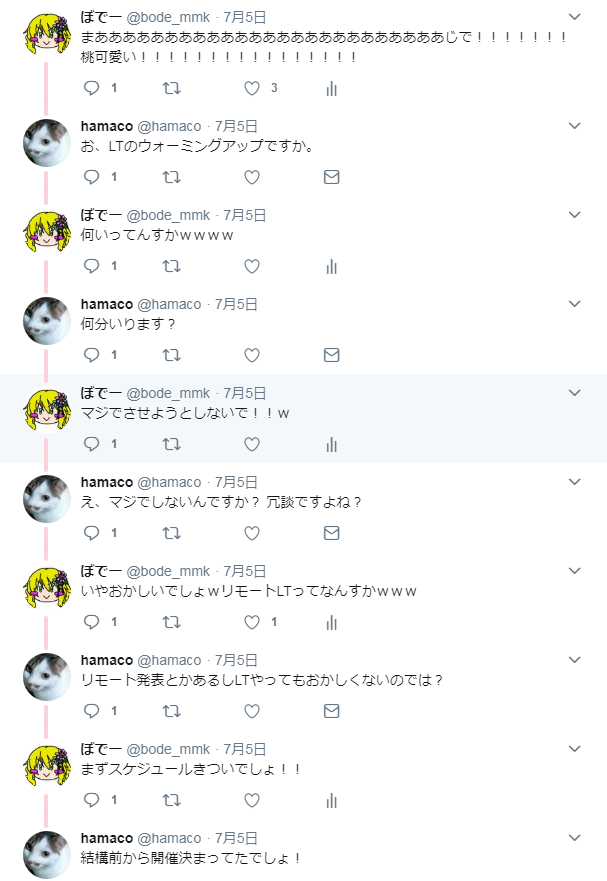 ぼでー @bode_mmk · 7月5日
まあああああああああああああああああああああああああじで！！！！！！！
桃可愛い！！！！！！！！！！！！！！！！
1 3
hamaco @hamaco · 7月5日
お、LTのウォーミングアップですか。
1
ぼでー @bode_mmk · 7月5日
何いってんすかｗｗｗｗ
1
hamaco @hamaco · 7月5日
何分いります？
1
ぼでー @bode_mmk · 7月5日
マジでさせようとしないで！！ｗ
1
hamaco @hamaco · 7月5日
え、マジでしないんですか？ 冗談ですよね？
1
ぼでー @bode_mmk · 7月5日
いやおかしいでしょｗリモートLTってなんすかｗｗｗ
1 1
hamaco @hamaco · 7月5日
リモート発表とかあるしLTやってもおかしくないのでは？
1
ぼでー @bode_mmk · 7月5日
まずスケジュールきついでしょ！！
1
hamaco @hamaco · 7月5日
結構前から開催決まってたでしょ！